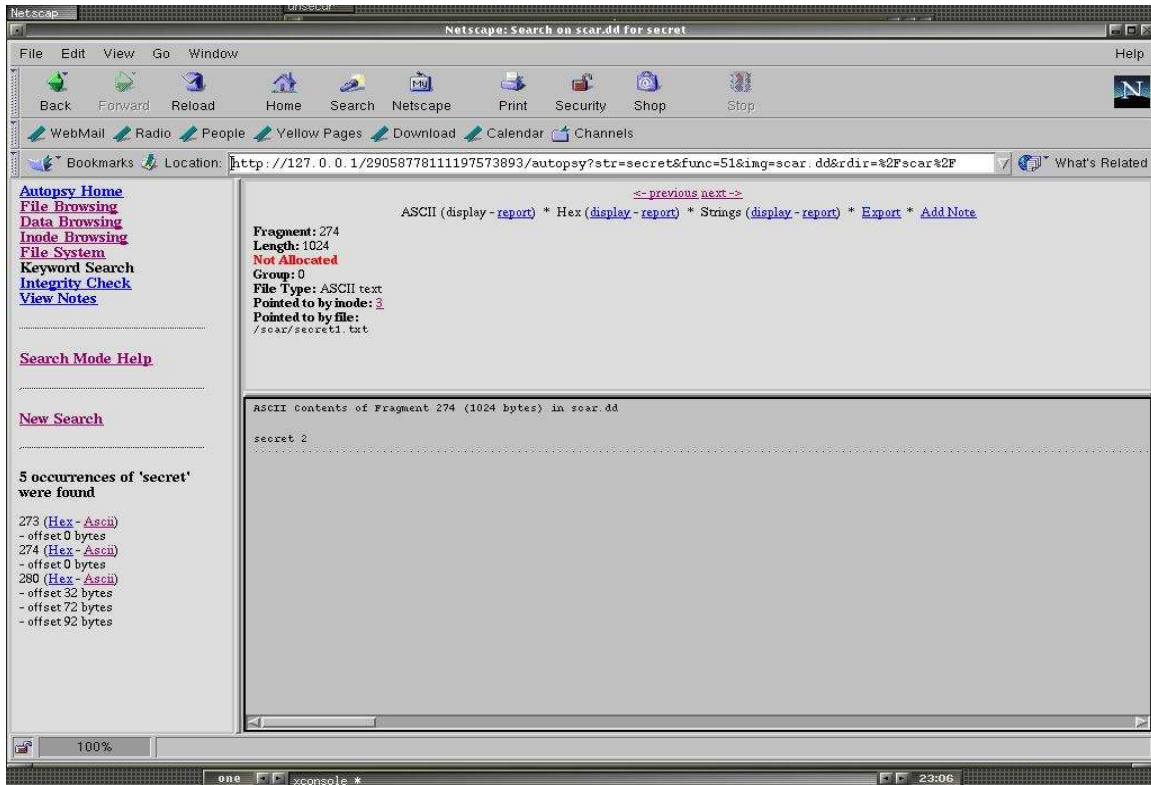 Netscap
unsecur
Netscape: Search on scar.dd for secret
File Edit View Go Window Help
Back Forward Reload Home Search Netscape Print Security Shop Stop
My
N
WebMail Radio People Yellow Pages Download Calendar Channels
Bookmarks Location: http://127.0.0.1/29058778111197573893/autopsy?str=secret&func=51&img=scar.dd&rdir=%2Fscar%2F What's Related
Autopsy Home
File Browsing
Data Browsing
Inode Browsing
File System
Keyword Search
Integrity Check
View Notes
Search Mode Help
New Search
5 occurrences of 'secret'
were found
273 (Hex - Ascii)
- offset 0 bytes
274 (Hex - Ascii)
- offset 0 bytes
280 (Hex - Ascii)
- offset 32 bytes
- offset 72 bytes
- offset 92 bytes
<- previous next ->
ASCII (display - report) * Hex (display - report) * Strings (display - report) * Export * Add Note
Fragment: 274
Length: 1024
Not Allocated
Group: 0
File Type: ASCII text
Pointed to by inode: 3
Pointed to by file:
/scar/secret1.txt
ASCII Contents of Fragment 274 (1024 bytes) in scar.dd
secret 2
100%
one xconsole * 23:06